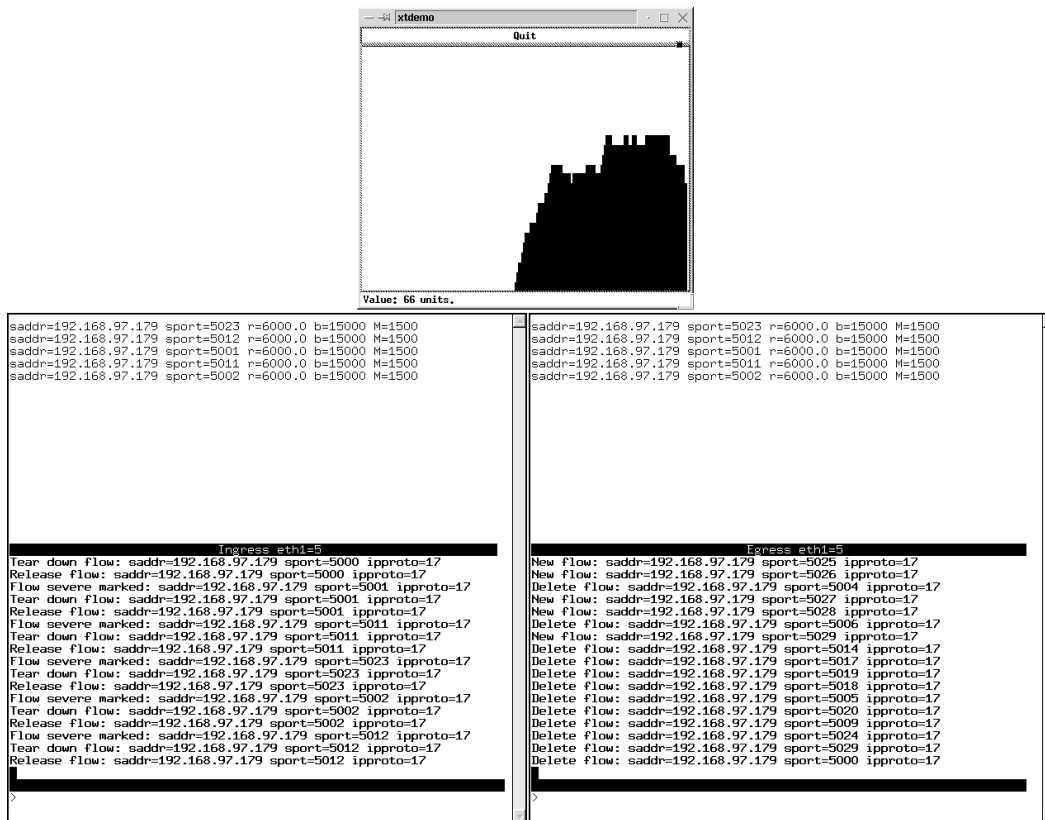 xtdemo
Quit
Value: 66 units.
saddr=192.168.97.179 sport=5023 r=6000.0 b=15000 M=1500
saddr=192.168.97.179 sport=5012 r=6000.0 b=15000 M=1500
saddr=192.168.97.179 sport=5001 r=6000.0 b=15000 M=1500
saddr=192.168.97.179 sport=5011 r=6000.0 b=15000 M=1500
saddr=192.168.97.179 sport=5002 r=6000.0 b=15000 M=1500
Ingress eth1=5
Tear down flow: saddr=192.168.97.179 sport=5000 ipproto=17
Release flow: saddr=192.168.97.179 sport=5000 ipproto=17
Flow severe marked: saddr=192.168.97.179 sport=5001 ipproto=17
Tear down flow: saddr=192.168.97.179 sport=5001 ipproto=17
Release flow: saddr=192.168.97.179 sport=5001 ipproto=17
Flow severe marked: saddr=192.168.97.179 sport=5011 ipproto=17
Tear down flow: saddr=192.168.97.179 sport=5011 ipproto=17
Release flow: saddr=192.168.97.179 sport=5011 ipproto=17
Flow severe marked: saddr=192.168.97.179 sport=5023 ipproto=17
Tear down flow: saddr=192.168.97.179 sport=5023 ipproto=17
Release flow: saddr=192.168.97.179 sport=5023 ipproto=17
Flow severe marked: saddr=192.168.97.179 sport=5002 ipproto=17
Tear down flow: saddr=192.168.97.179 sport=5002 ipproto=17
Release flow: saddr=192.168.97.179 sport=5002 ipproto=17
Flow severe marked: saddr=192.168.97.179 sport=5012 ipproto=17
Tear down flow: saddr=192.168.97.179 sport=5012 ipproto=17
Release flow: saddr=192.168.97.179 sport=5012 ipproto=17
>
saddr=192.168.97.179 sport=5023 r=6000.0 b=15000 M=1500
saddr=192.168.97.179 sport=5012 r=6000.0 b=15000 M=1500
saddr=192.168.97.179 sport=5001 r=6000.0 b=15000 M=1500
saddr=192.168.97.179 sport=5011 r=6000.0 b=15000 M=1500
saddr=192.168.97.179 sport=5002 r=6000.0 b=15000 M=1500
Egress eth1=5
New flow: saddr=192.168.97.179 sport=5025 ipproto=17
New flow: saddr=192.168.97.179 sport=5026 ipproto=17
Delete flow: saddr=192.168.97.179 sport=5004 ipproto=17
New flow: saddr=192.168.97.179 sport=5027 ipproto=17
New flow: saddr=192.168.97.179 sport=5028 ipproto=17
Delete flow: saddr=192.168.97.179 sport=5006 ipproto=17
New flow: saddr=192.168.97.179 sport=5029 ipproto=17
Delete flow: saddr=192.168.97.179 sport=5014 ipproto=17
Delete flow: saddr=192.168.97.179 sport=5017 ipproto=17
Delete flow: saddr=192.168.97.179 sport=5019 ipproto=17
Delete flow: saddr=192.168.97.179 sport=5018 ipproto=17
Delete flow: saddr=192.168.97.179 sport=5005 ipproto=17
Delete flow: saddr=192.168.97.179 sport=5020 ipproto=17
Delete flow: saddr=192.168.97.179 sport=5009 ipproto=17
Delete flow: saddr=192.168.97.179 sport=5024 ipproto=17
Delete flow: saddr=192.168.97.179 sport=5029 ipproto=17
Delete flow: saddr=192.168.97.179 sport=5000 ipproto=17
>